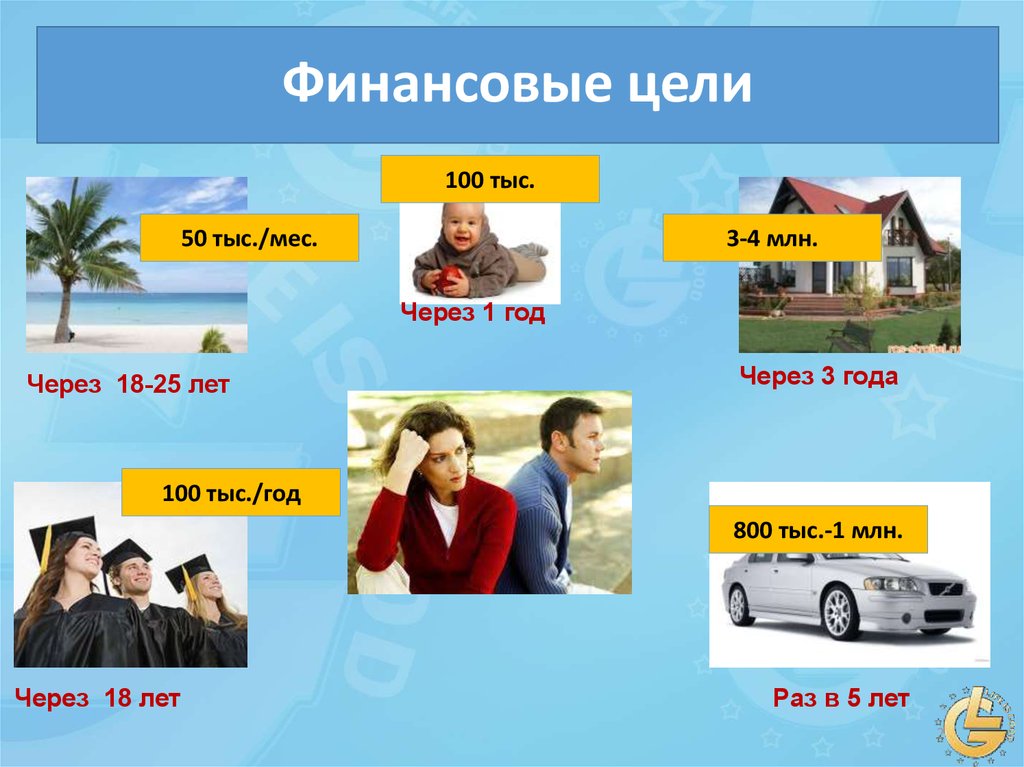 Финансовые цели
100 тыс.
50 тыс./мес.
3-4 млн.
Через 1 год
Через 18-25 лет
Через 3 года
100 тыс./год
800 тыс.-1 млн.
Через 18 лет
Раз в 5 лет